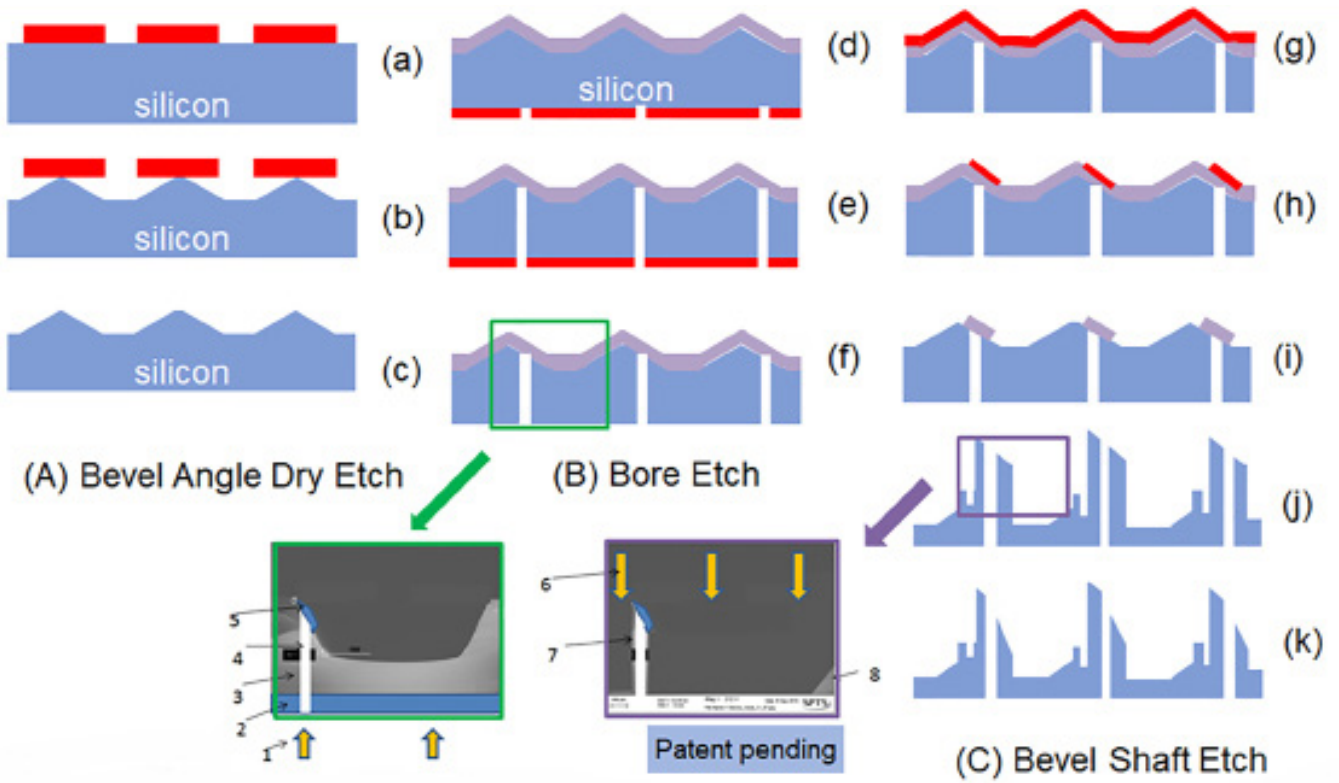 silicon
(a)
silicon
(b)
silicon
(c)
(A) Bevel Angle Dry Etch
silicon
(d)
(e)
(f)
(B) Bore Etch
(g)
(h)
(i)
(j)
(k)
(C) Bevel Shaft Etch
5
4
3
2
1
6
7
8
SPTS
Patent pending